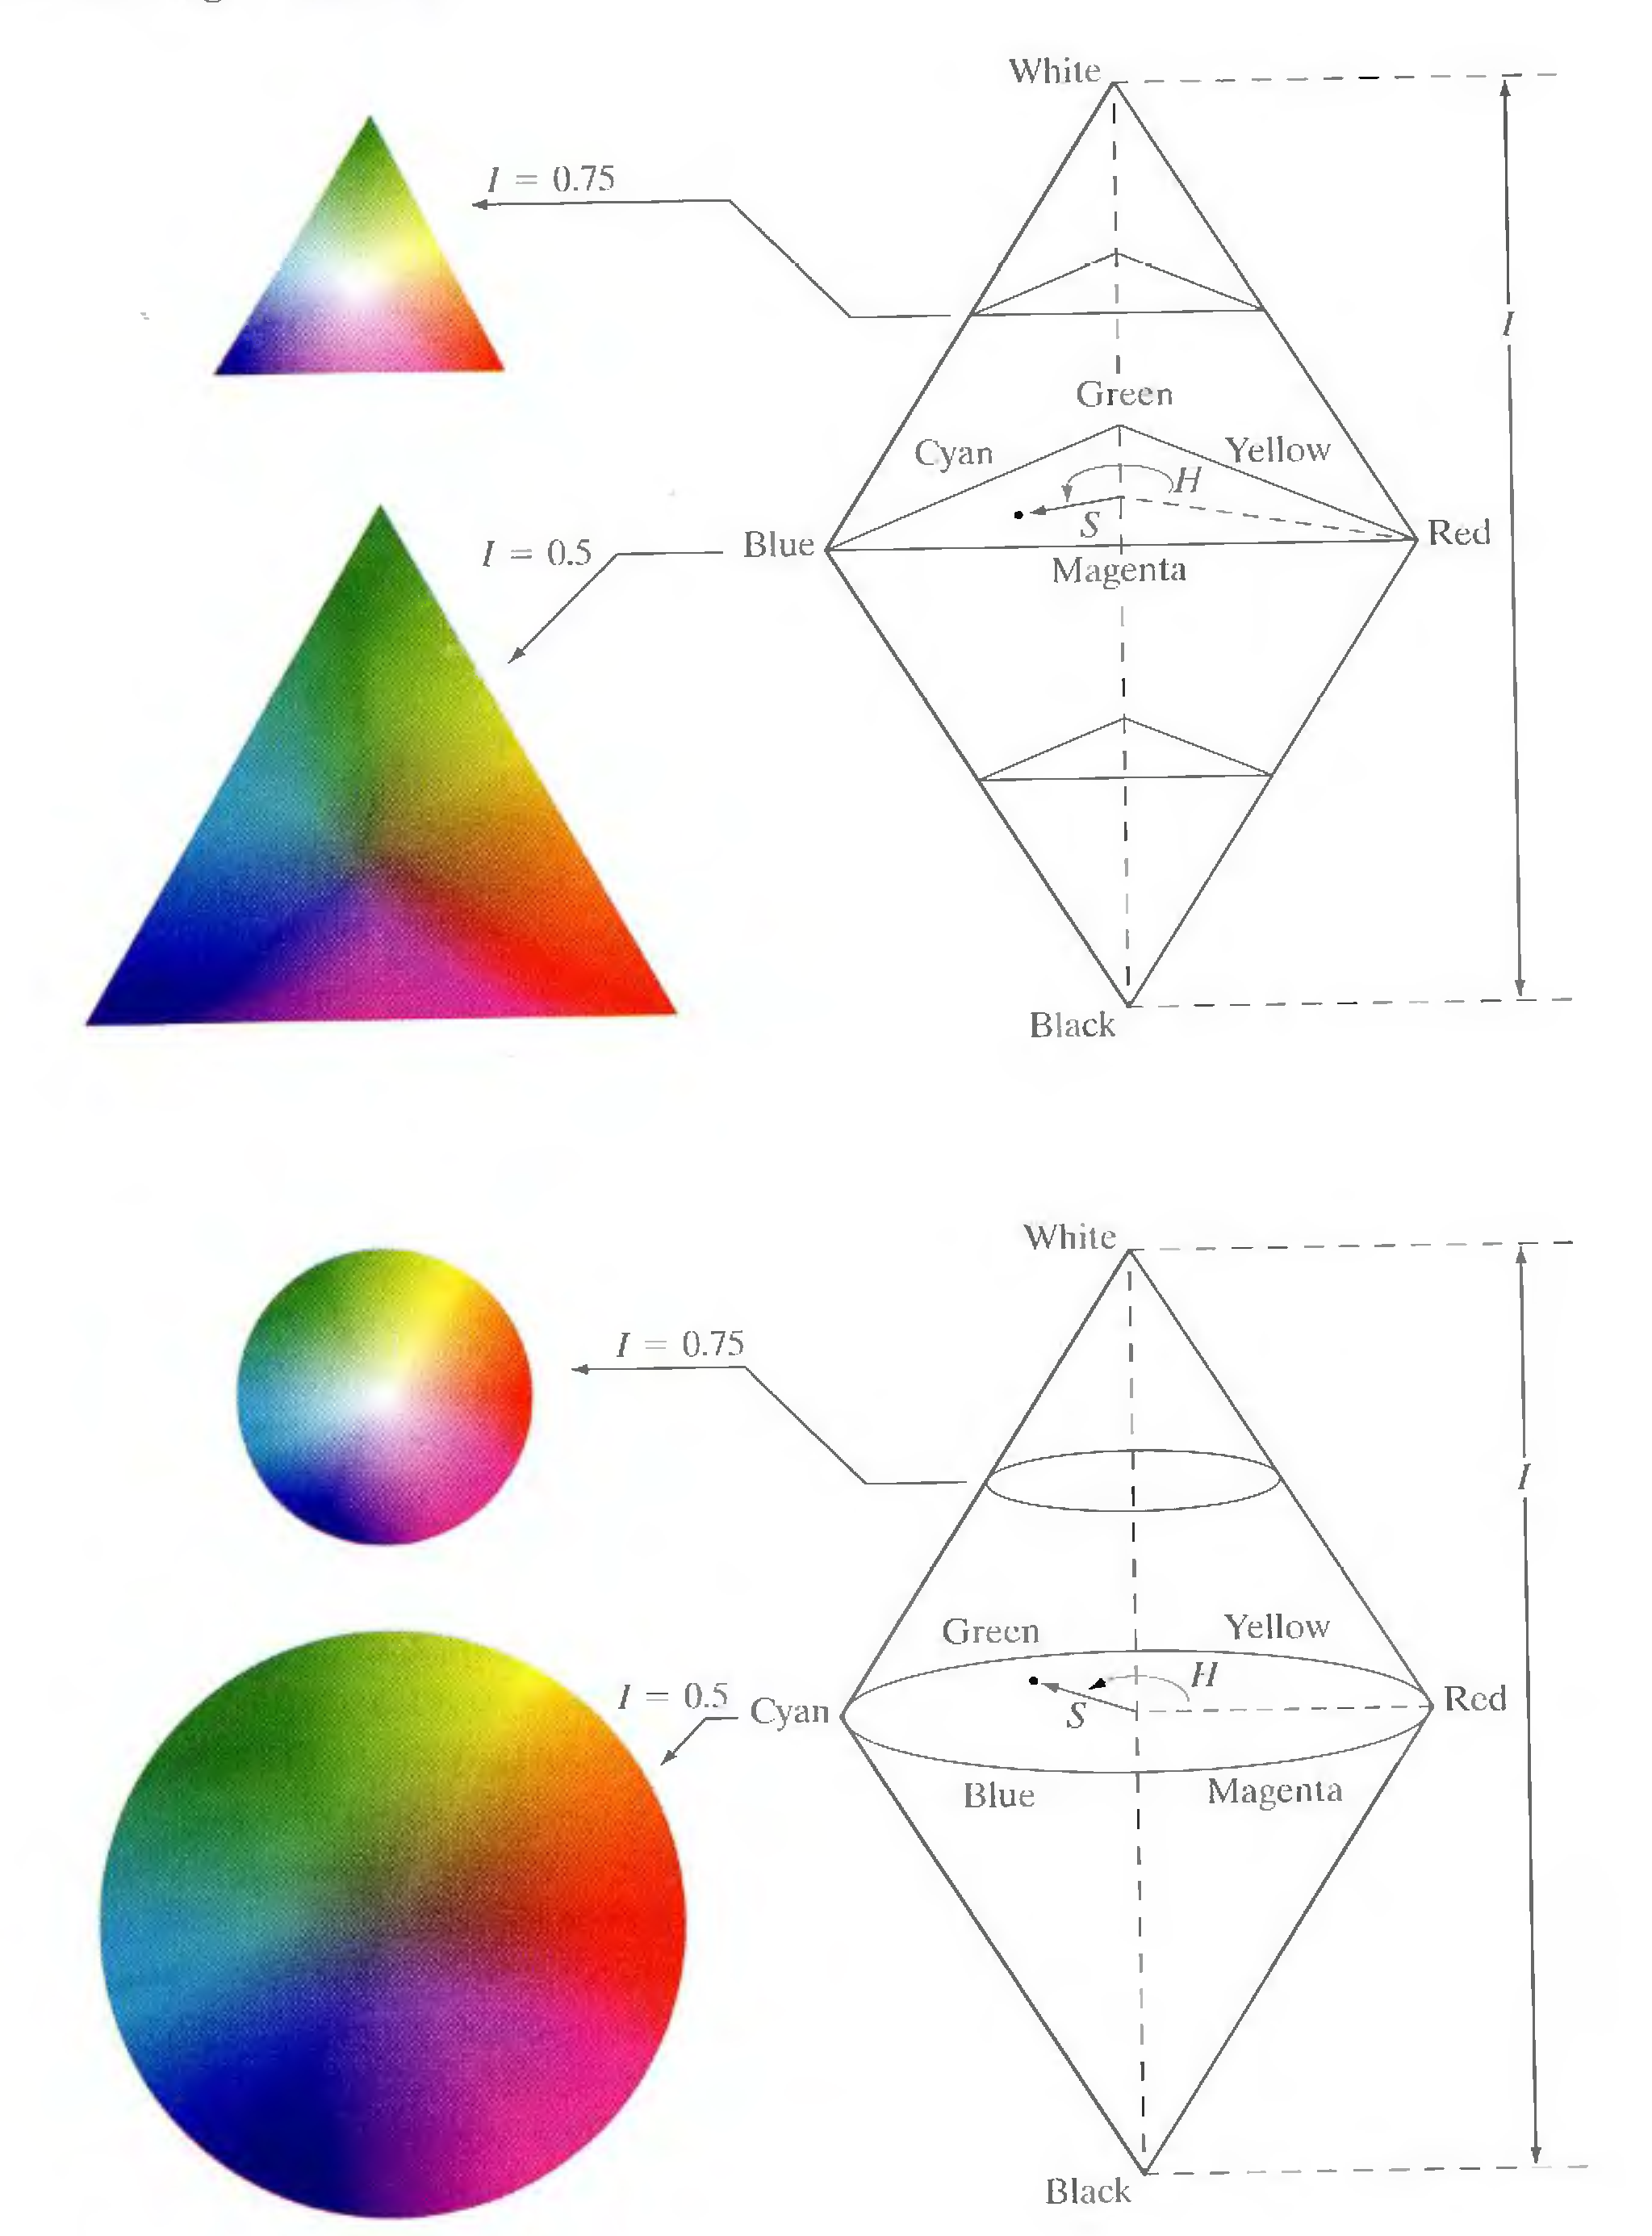 White
I = 0.75
I
Green
Cyan
Yellow
H
S
Red
I = 0.5
Blue
Magenta
Black
White
I = 0.75
I
Green
Yellow
H
I = 0.5
Cyan
S
Red
Blue
Magenta
Black